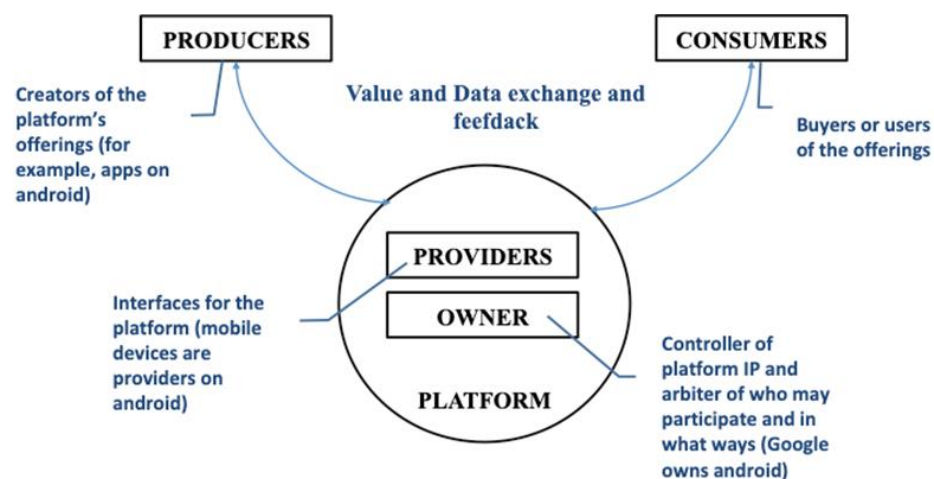 PRODUCERS
CONSUMERS
Creators of the
platform's
offerings (for
example, apps on
android)
Value and Data exchange and
feefdack
Buyers or users
of the offerings
PROVIDERS
OWNER
PLATFORM
Interfaces for the
platform (mobile
devices are
providers on
android)
Controller of
platform IP and
arbiter of who may
participate and in
what ways (Google
owns android)